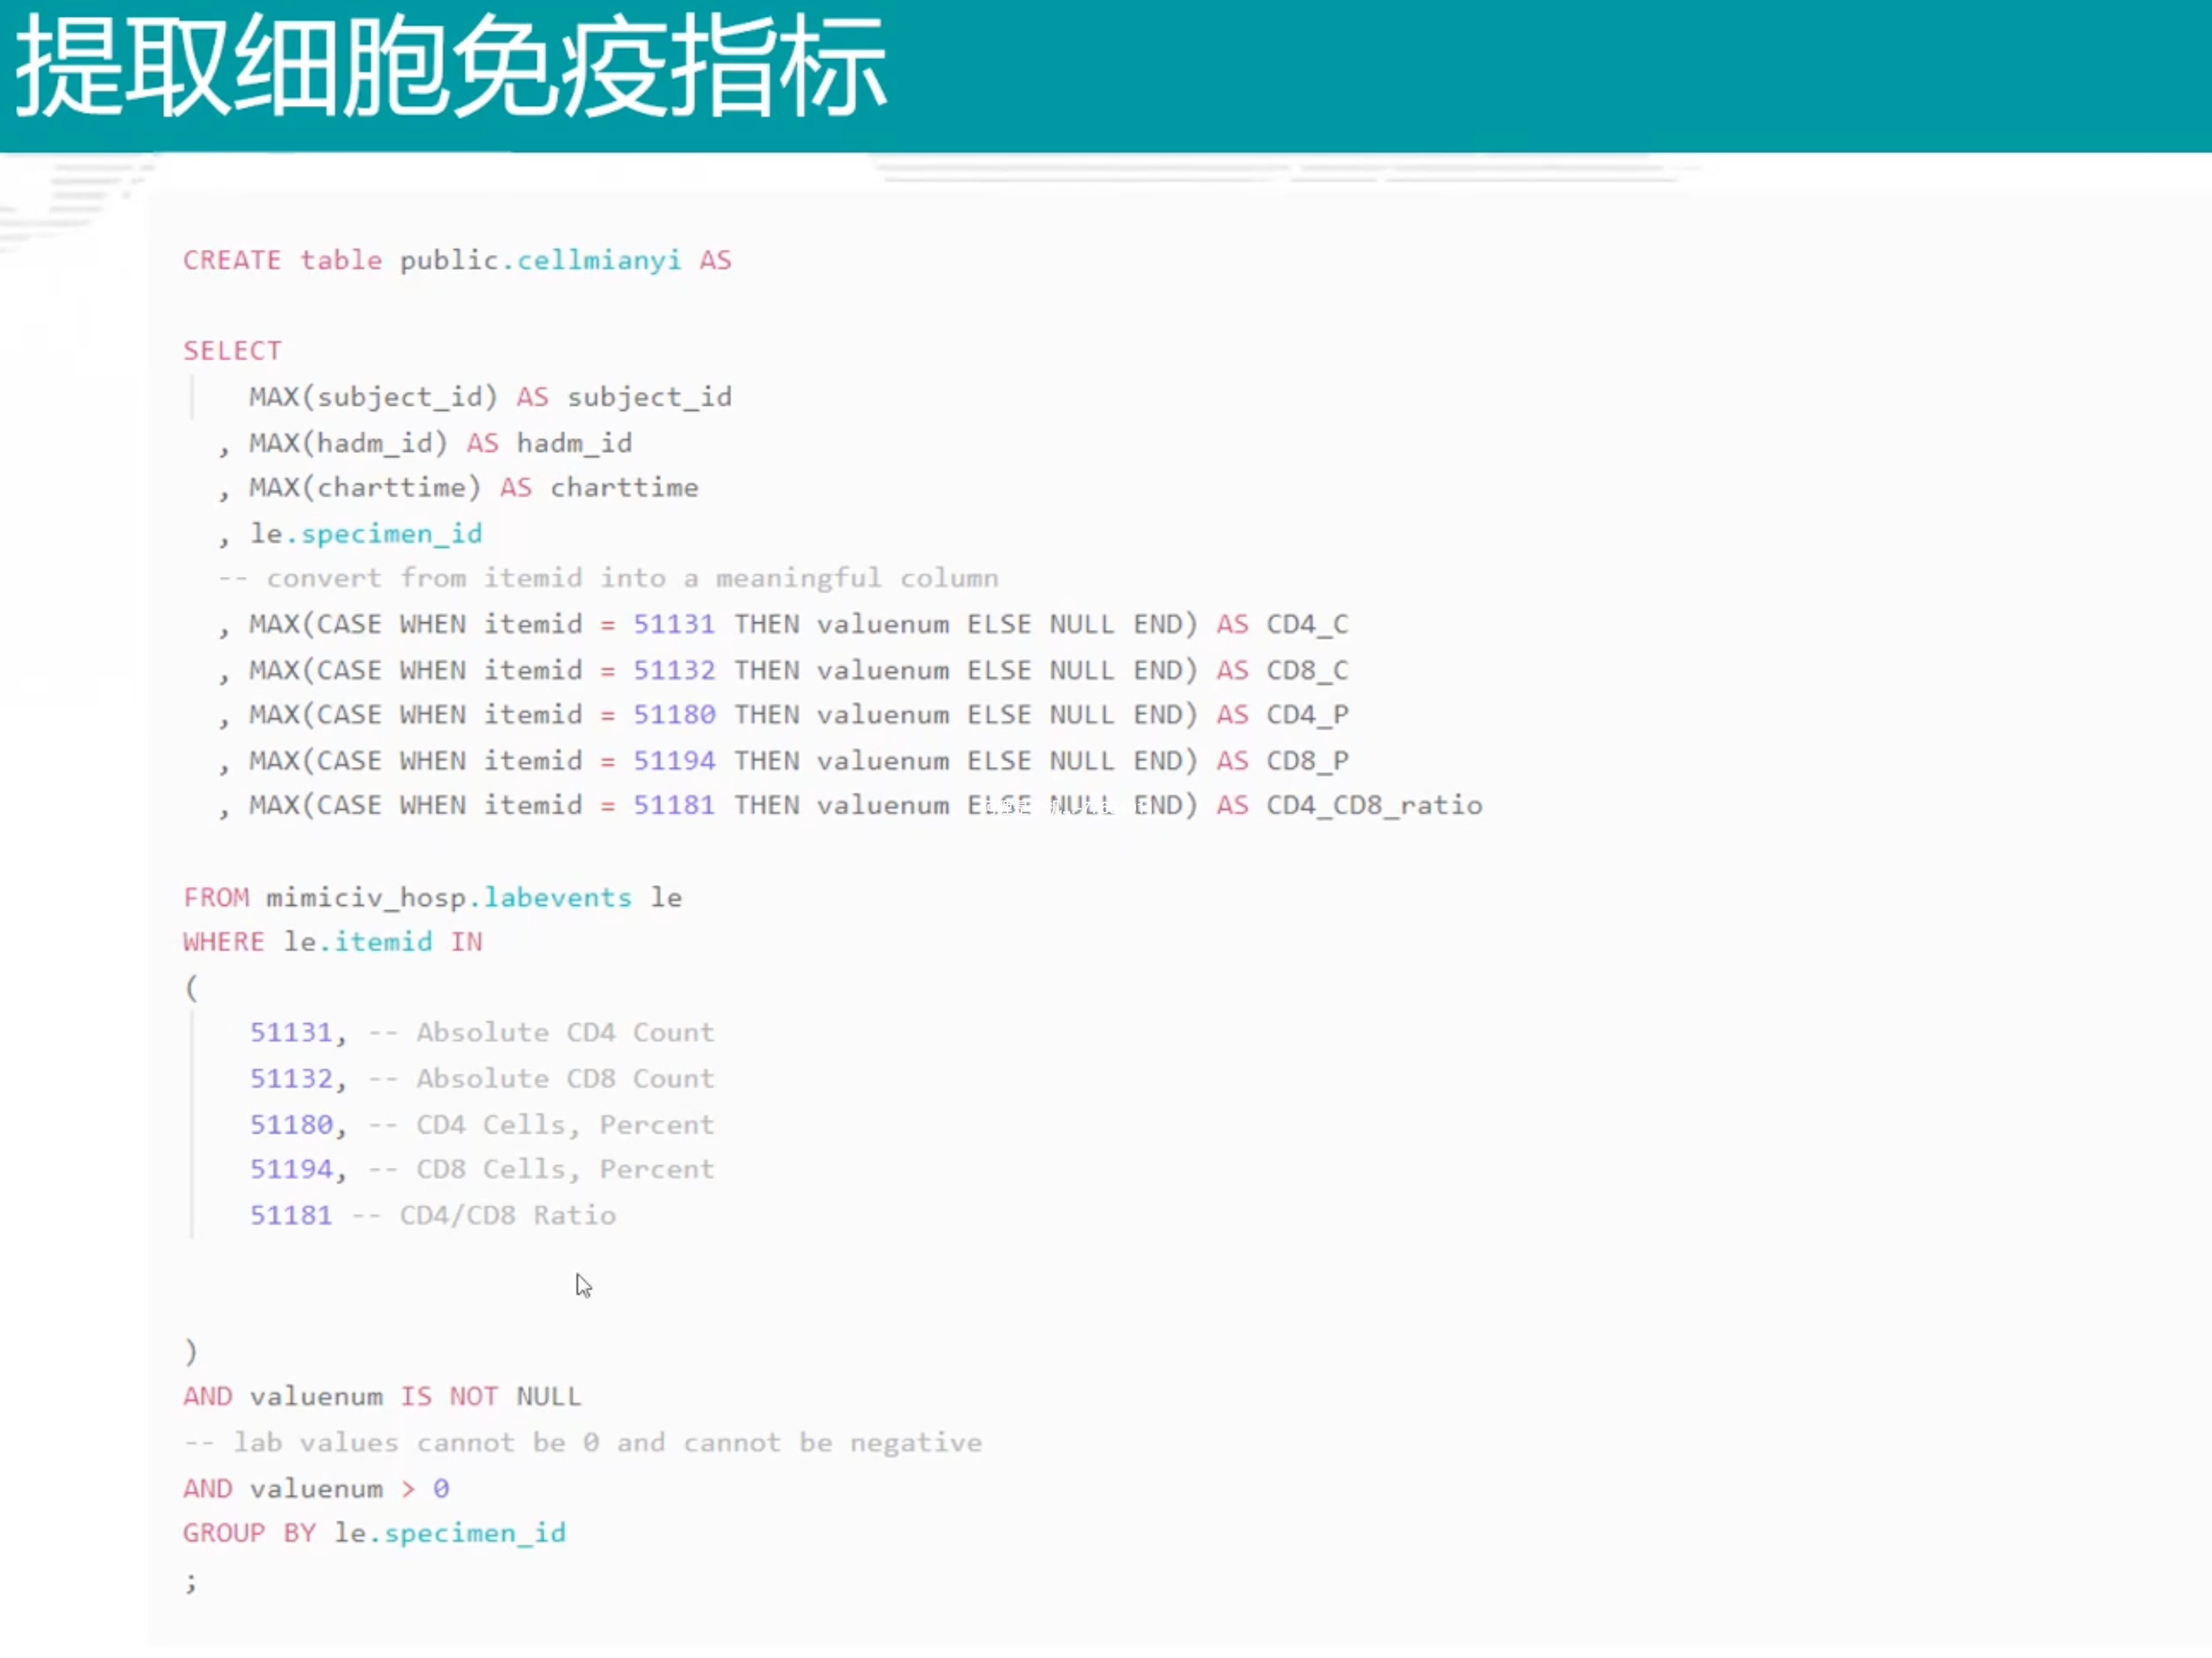 提取细胞免疫指标
CREATE table public.cellmianyi AS
SELECT
MAX(subject_id) AS subject_id
, MAX(hadm_id) AS hadm_id
, MAX(charttime) AS charttime
, le.specimen_id
-- convert from itemid into a meaningful column
, MAX(CASE WHEN itemid = 51131 THEN valuenum ELSE NULL END) AS CD4_C
, MAX(CASE WHEN itemid = 51132 THEN valuenum ELSE NULL END) AS CD8_C
, MAX(CASE WHEN itemid = 51180 THEN valuenum ELSE NULL END) AS CD4_P
, MAX(CASE WHEN itemid = 51194 THEN valuenum ELSE NULL END) AS CD8_P
, MAX(CASE WHEN itemid = 51181 THEN valuenum ELSE NULL END) AS CD4_CD8_ratio
FROM mimiciv_hosp.labevents le
WHERE le.itemid IN
(
51131, -- Absolute CD4 Count
51132, -- Absolute CD8 Count
51180, -- CD4 Cells, Percent
51194, -- CD8 Cells, Percent
51181 -- CD4/CD8 Ratio
)
AND valuenum IS NOT NULL
-- lab values cannot be 0 and cannot be negative
AND valuenum > 0
GROUP BY le.specimen_id
;